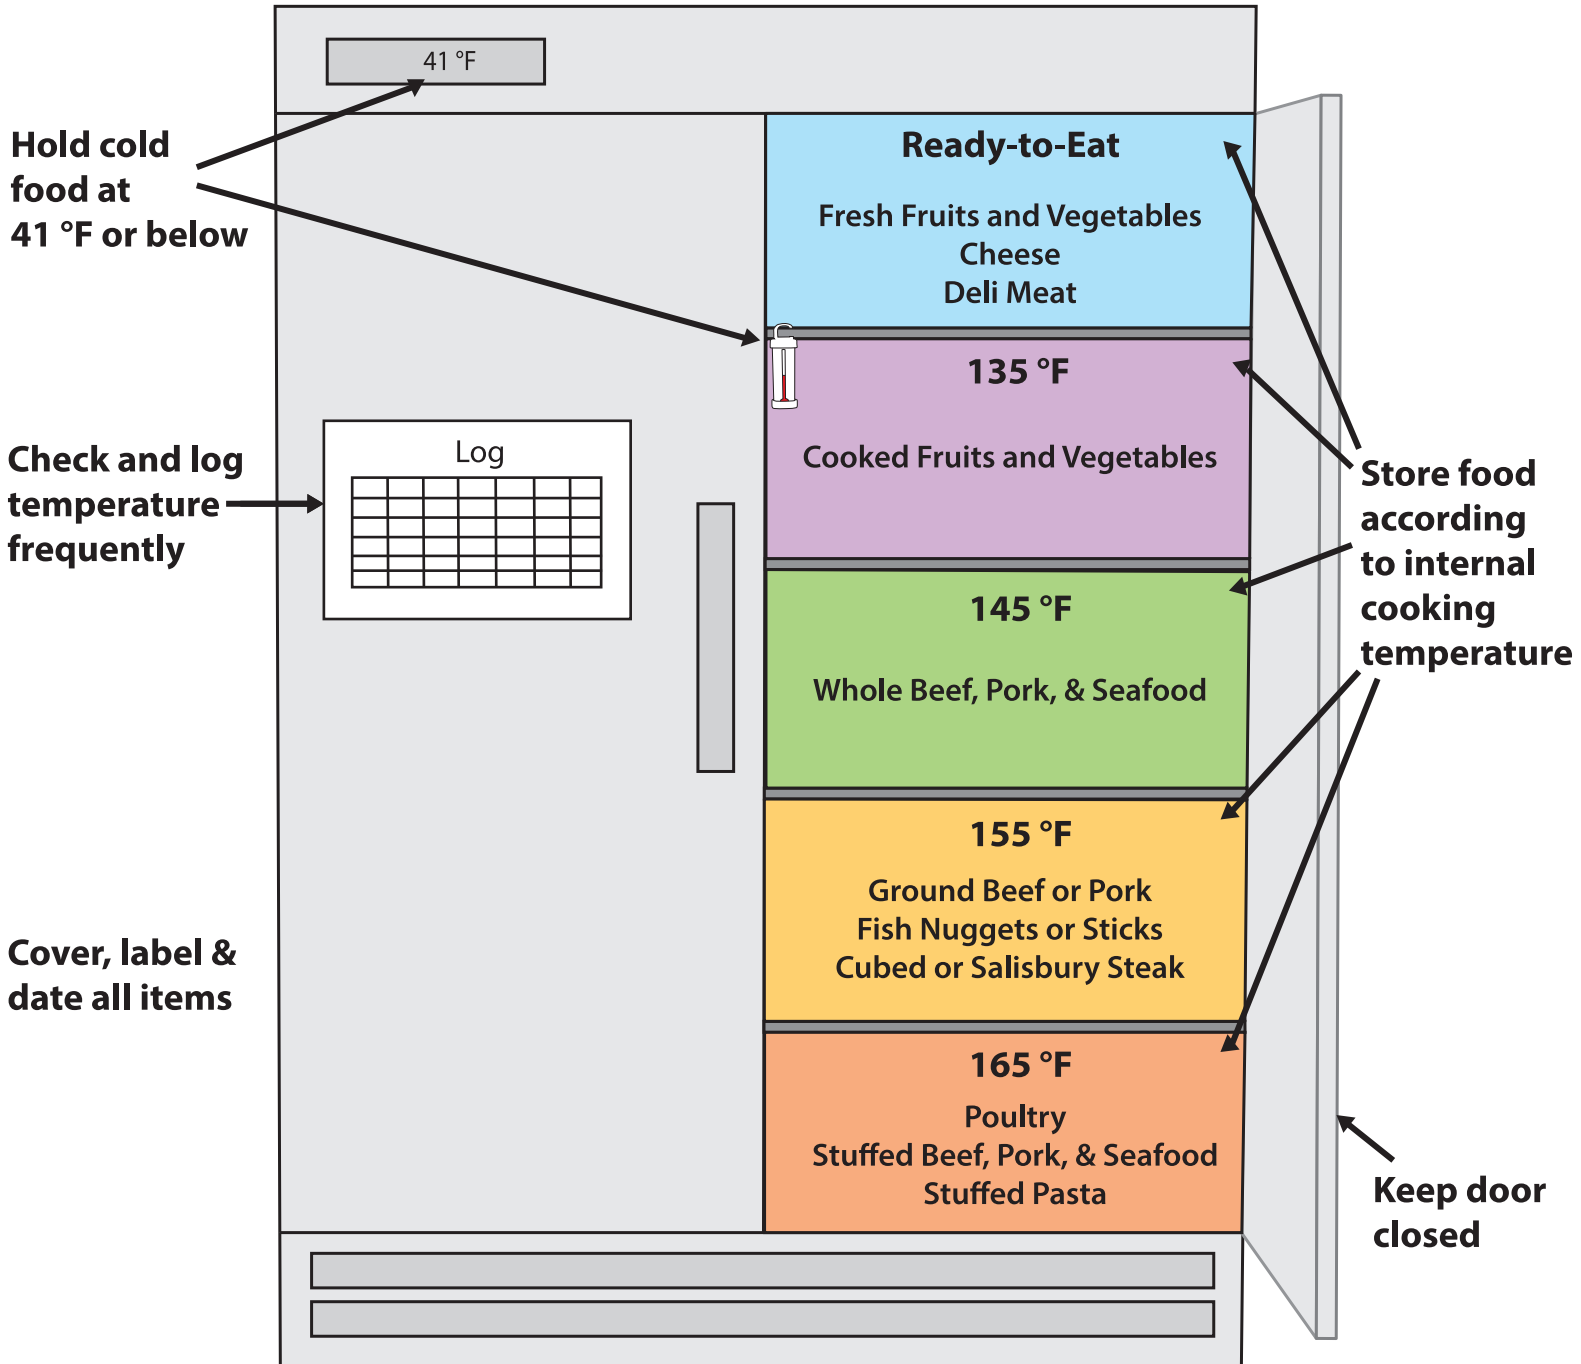 41 °F
Hold cold
food at
41 °F or below
Check and log
temperature
frequently
Log
Cover, label &
date all items
Ready-to-Eat
Fresh Fruits and Vegetables
Cheese
Deli Meat
135 °F
Cooked Fruits and Vegetables
145 °F
Whole Beef, Pork, & Seafood
155 °F
Ground Beef or Pork
Fish Nuggets or Sticks
Cubed or Salisbury Steak
165 °F
Poultry
Stuffed Beef, Pork, & Seafood
Stuffed Pasta
Store food
according
to internal
cooking
temperature
Keep door
closed